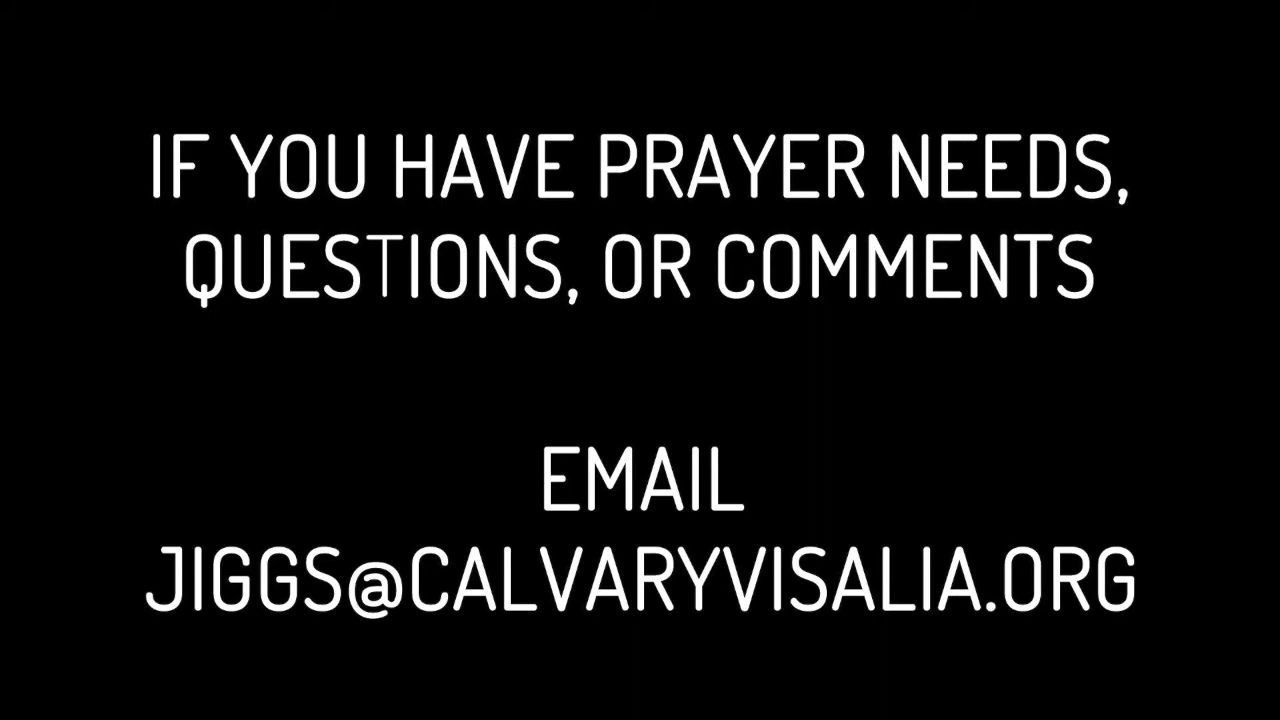 IF YOU HAVE PRAYER NEEDS,
QUESTIONS, OR COMMENTS
EMAIL
JIGGS@CALVARYVISALIA.ORG